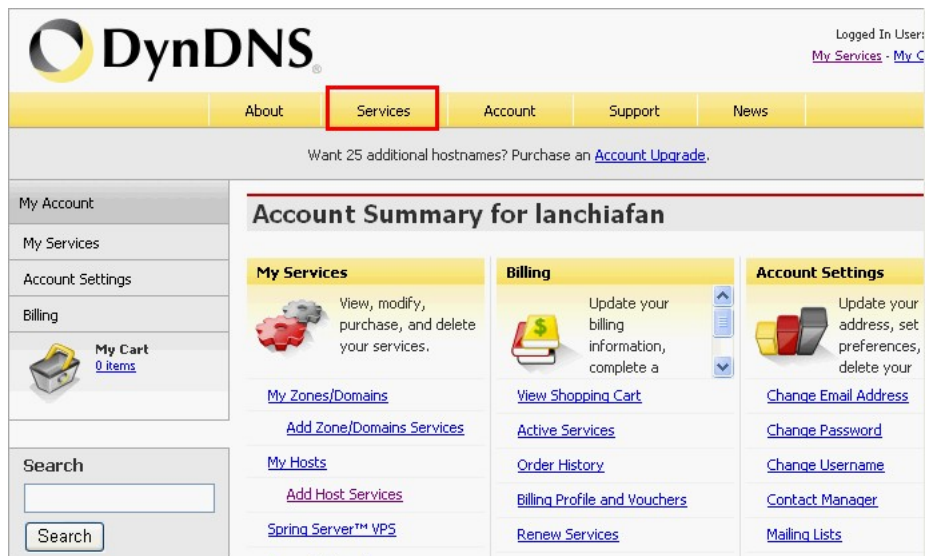 DynDNS
Logged In User:
My Services - My C
About Services Account Support News
Want 25 additional hostnames? Purchase an Account Upgrade.
My Account
My Services
Account Settings
Billing
My Cart
0 items
Search
Search
Account Summary for lanchiafan
My Services
View, modify,
purchase, and delete
your services.
My Zones/Domains
Add Zone/Domains Services
My Hosts
Add Host Services
Spring Server™ VPS
Billing
Update your
billing
information,
complete a
View Shopping Cart
Active Services
Order History
Billing Profile and Vouchers
Renew Services
Account Settings
Update your
address, set
preferences,
delete your
Change Email Address
Change Password
Change Username
Contact Manager
Mailing Lists